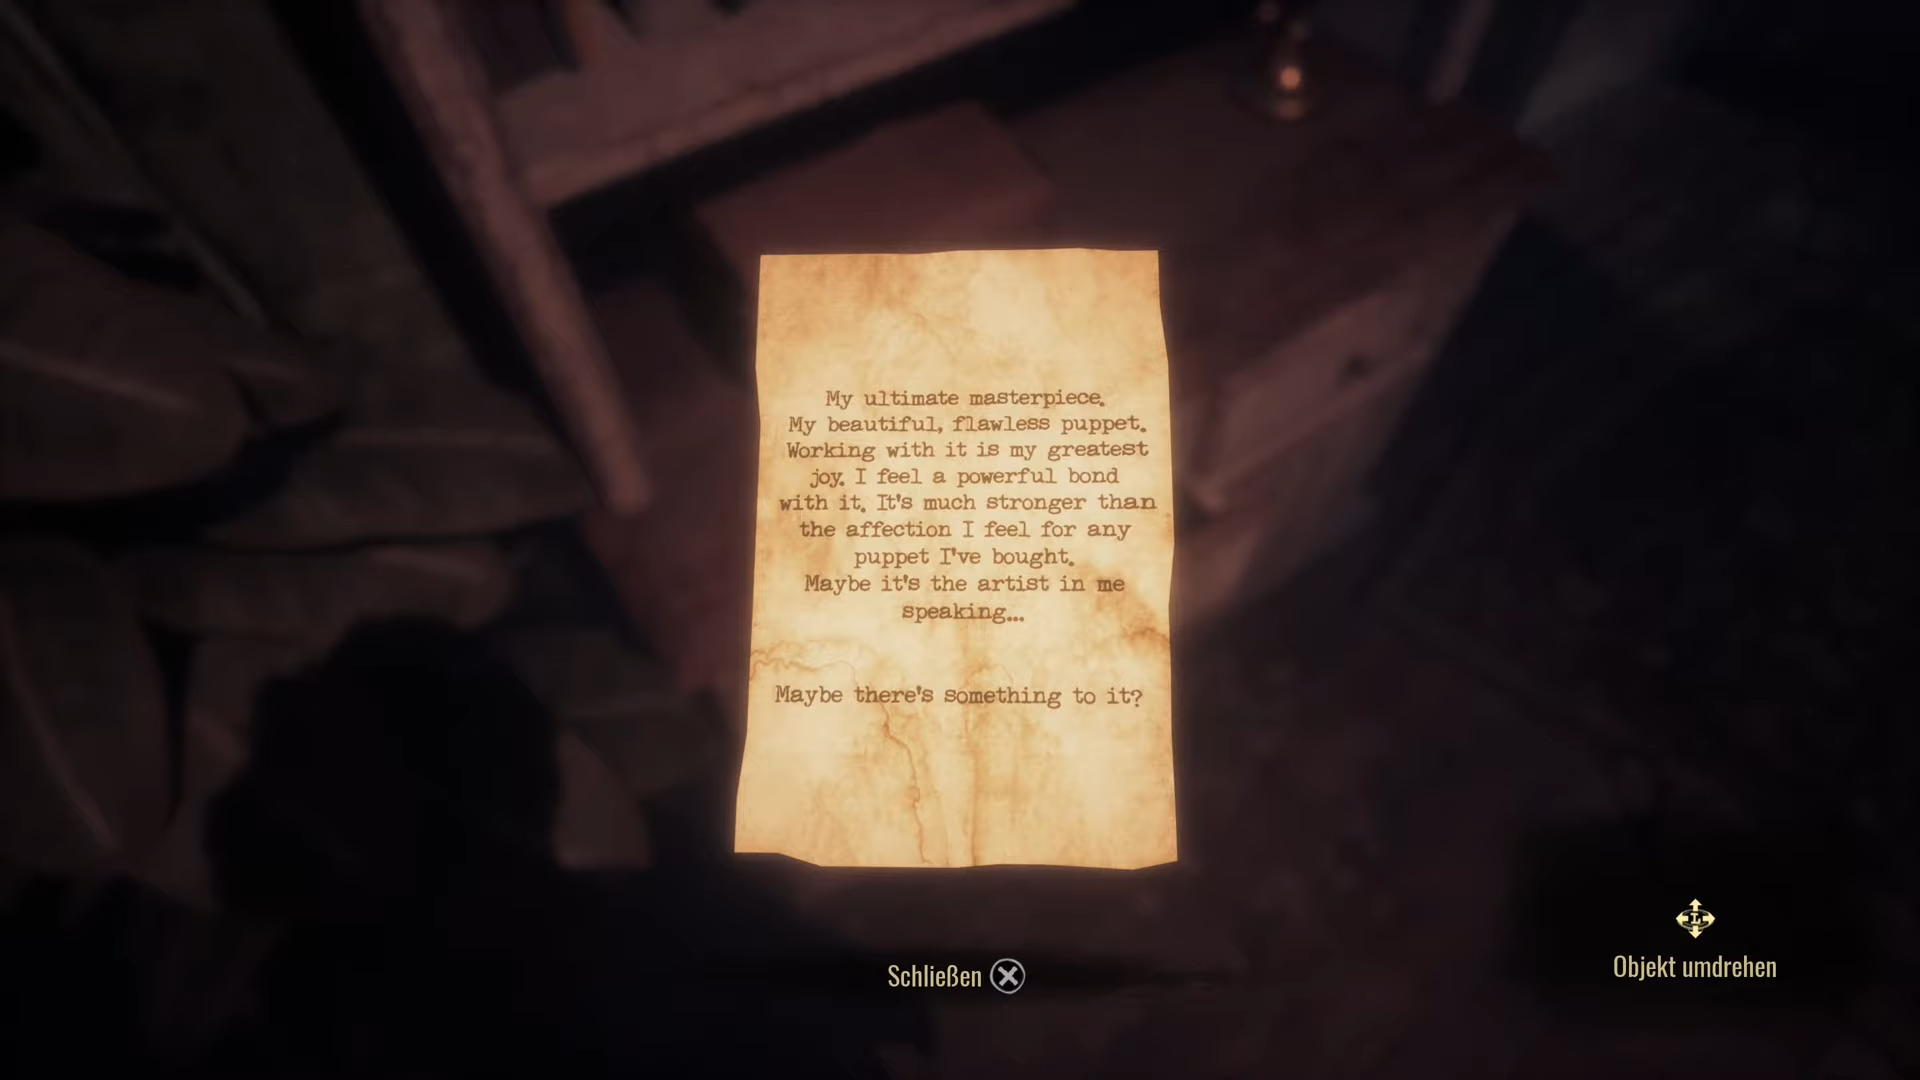 My ultimate masterpiece.
My beautiful, flawless puppet.
Working with it is my greatest
joy. I feel a powerful bond
with it. It's much stronger than
the affection I feel for any
puppet I've bought.
Maybe it's the artist in me
speaking...
Maybe there's something to it?
L
Schließen
Objekt umdrehen